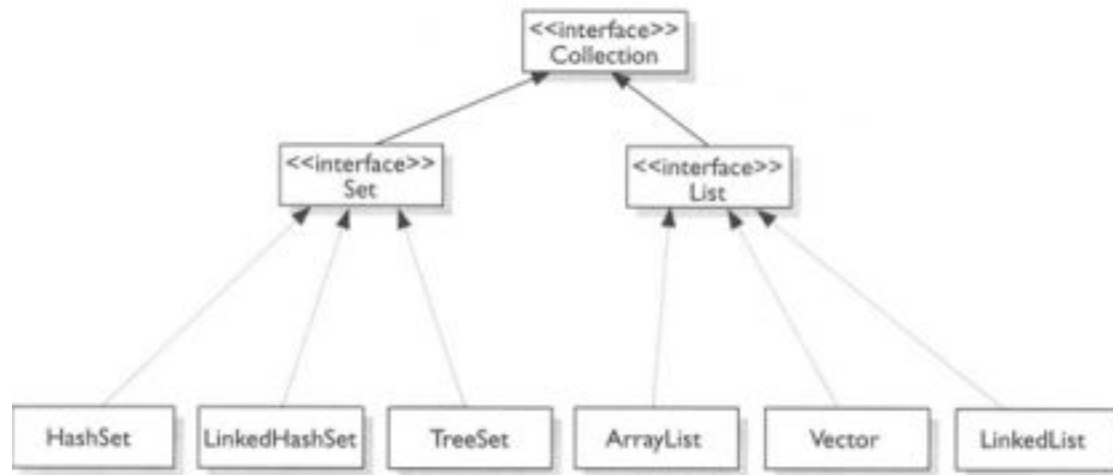 <<interface>>
Collection
<<interface>>
Set
<<interface>>
List
HashSet
LinkedHashSet
TreeSet
ArrayList
Vector
LinkedList